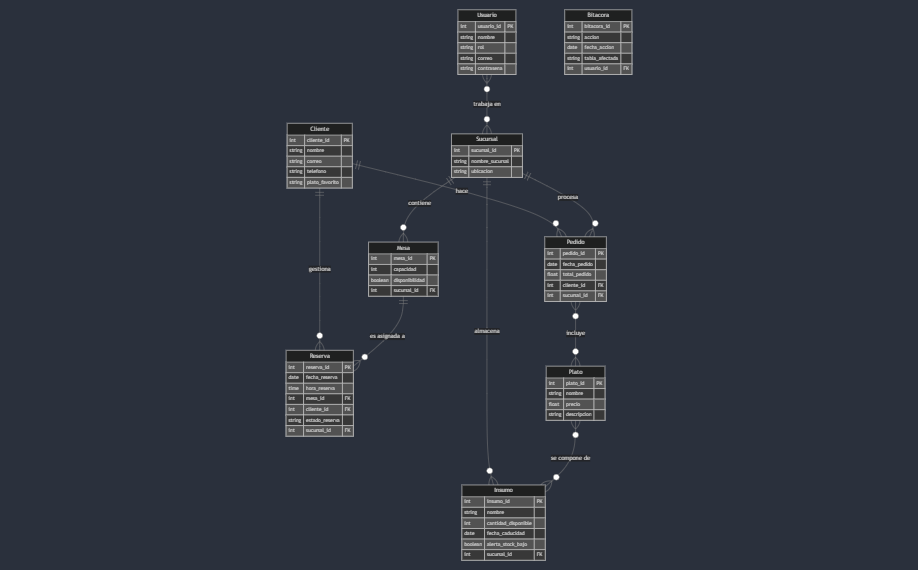 Usuario
int usuario_id PK
string nombre
string rol
string correo
string contrasena
Bitacora
int bitacora_id PK
string accion
date fecha_accion
string tabla_afectada
int usuario_id FK
trabaja en
Cliente
int cliente_id PK
string nombre
string correo
string telefono
string plato_favorito
Sucursal
int sucursal_id PK
string nombre_sucursal
string ubicacion
hace
contiene
procesa
Mesa
int mesa_id PK
int capacidad
boolean disponibilidad
int sucursal_id FK
Pedido
int pedido_id PK
date fecha_pedido
float total_pedido
int cliente_id FK
int sucursal_id FK
gestiona
es asignada a
almacena
incluye
Reserva
int reserva_id PK
date fecha_reserva
time hora_reserva
int mesa_id FK
int cliente_id FK
string estado_reserva
int sucursal_id FK
Plato
int plato_id PK
string nombre
float precio
string descripcion
se compone de
Insumo
int insumo_id PK
string nombre
int cantidad_disponible
date fecha_caducidad
boolean alerta_stock_bajo
int sucursal_id FK